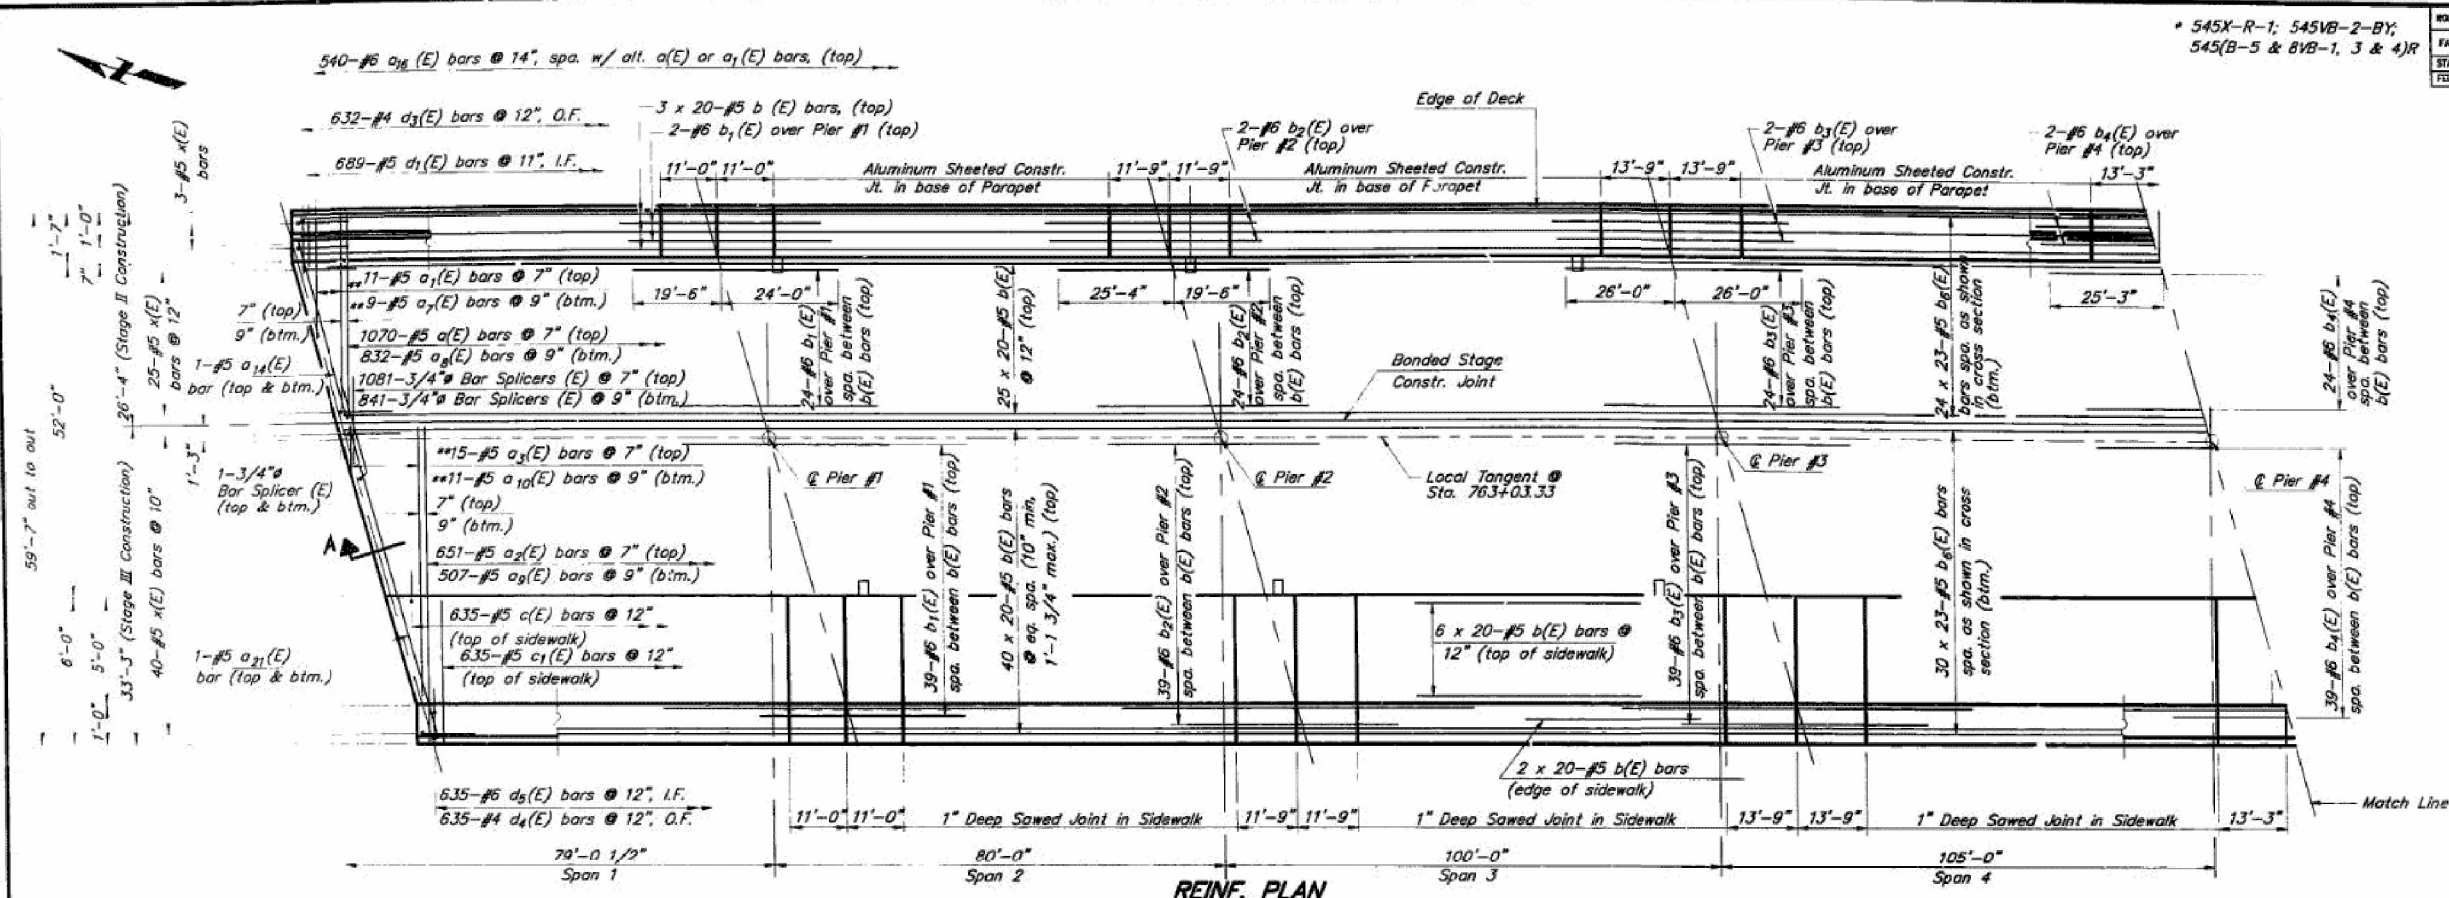 * 545X-R-1; 545VB-2-BY;
545(B-5 & 8VB-1, 3 & 4)R
540-#6 a16 (E) bars @ 14", spa. w/ alt. a(E) or a1(E) bars, (top)
632-#4 d3(E) bars @ 12", O.F.
689-#5 d1(E) bars @ 11", I.F.
3 x 20-#5 b (E) bars, (top)
2-#6 b1(E) over Pier #1 (top)
Edge of Deck
2-#6 b2(E) over
Pier #2 (top)
2-#6 b3(E) over
Pier #3 (top)
2-#6 b4(E) over
Pier #4 (top)
11'-0" 11'-0"
Aluminum Sheeted Constr.
Jt. in base of Parapet
11'-9" 11'-9"
Aluminum Sheeted Constr.
Jt. in base of Parapet
13'-9" 13'-9"
Aluminum Sheeted Constr.
Jt. in base of Parapet
13'-3"
3-#5 x(E)
bars
1'-7"
7" 1'-0"
52'-0"
59'-7" out to out
26'-4" (Stage II Construction)
25-#5 x(E)
bars @ 12"
7" (top)
9" (btm.)
1-#5 a14(E)
bar (top & btm.)
**11-#5 a1(E) bars @ 7" (top)
**9-#5 a7(E) bars @ 9" (btm.)
1070-#5 a(E) bars @ 7" (top)
832-#5 a8(E) bars @ 9" (btm.)
1081-3/4"ø Bar Splicers (E) @ 7" (top)
841-3/4"ø Bar Splicers (E) @ 9" (btm.)
19'-6"
24'-0"
24-#6 b1(E)
over Pier #1
spa. between
b(E) bars (top)
25 x 20-#5 b(E)
@ 12" (top)
25'-4"
19'-6"
24-#6 b2(E)
over Pier #2
spa. between
b(E) bars (top)
Bonded Stage
Constr. Joint
26'-0"
26'-0"
24-#6 b3(E)
over Pier #3
spa. between
b(E) bars (top)
24 x 23-#5 b6(E)
bars spa. as shown
in cross section
(btm.)
25'-3"
24-#6 b4(E)
over Pier #4
spa. between
b(E) bars (top)
1'-3"
33'-3" (Stage III Construction)
40-#5 x(E) bars @ 10"
1-3/4"ø
Bar Splicer (E)
(top & btm.)
A
**15-#5 a3(E) bars @ 7" (top)
**11-#5 a10(E) bars @ 9" (btm.)
7" (top)
9" (btm.)
651-#5 a2(E) bars @ 7" (top)
507-#5 a9(E) bars @ 9" (btm.)
℄ Pier #1
℄ Pier #2
Local Tangent @
Sta. 763+03.33
℄ Pier #3
℄ Pier #4
6'-0"
5'-0"
1'-0"
1-#5 a21(E)
bar (top & btm.)
635-#5 c(E) bars @ 12"
(top of sidewalk)
635-#5 c1(E) bars @ 12"
(top of sidewalk)
39-#6 b1(E) over Pier #1
spa. between b(E) bars (top)
40 x 20-#5 b(E) bars
@ eq. spa. (10" min,
1'-1 3/4" max.) (top)
39-#6 b2(E) over Pier #2
spa. between b(E) bars (top)
6 x 20-#5 b(E) bars @
12" (top of sidewalk)
39-#6 b3(E) over Pier #3
spa. between b(E) bars (top)
30 x 23-#5 b6(E) bars
spa. as shown in cross
section (btm.)
39-#6 b4(E) over Pier #4
spa. between b(E) bars (top)
2 x 20-#5 b(E) bars
(edge of sidewalk)
Match Line
635-#6 d5(E) bars @ 12", I.F.
635-#4 d4(E) bars @ 12", O.F.
11'-0" 11'-0"
1" Deep Sawed Joint in Sidewalk
11'-9" 11'-9"
1" Deep Sawed Joint in Sidewalk
13'-9" 13'-9"
1" Deep Sawed Joint in Sidewalk
13'-3"
79'-0 1/2"
Span 1
80'-0"
Span 2
100'-0"
Span 3
105'-0"
Span 4
REINF. PLAN